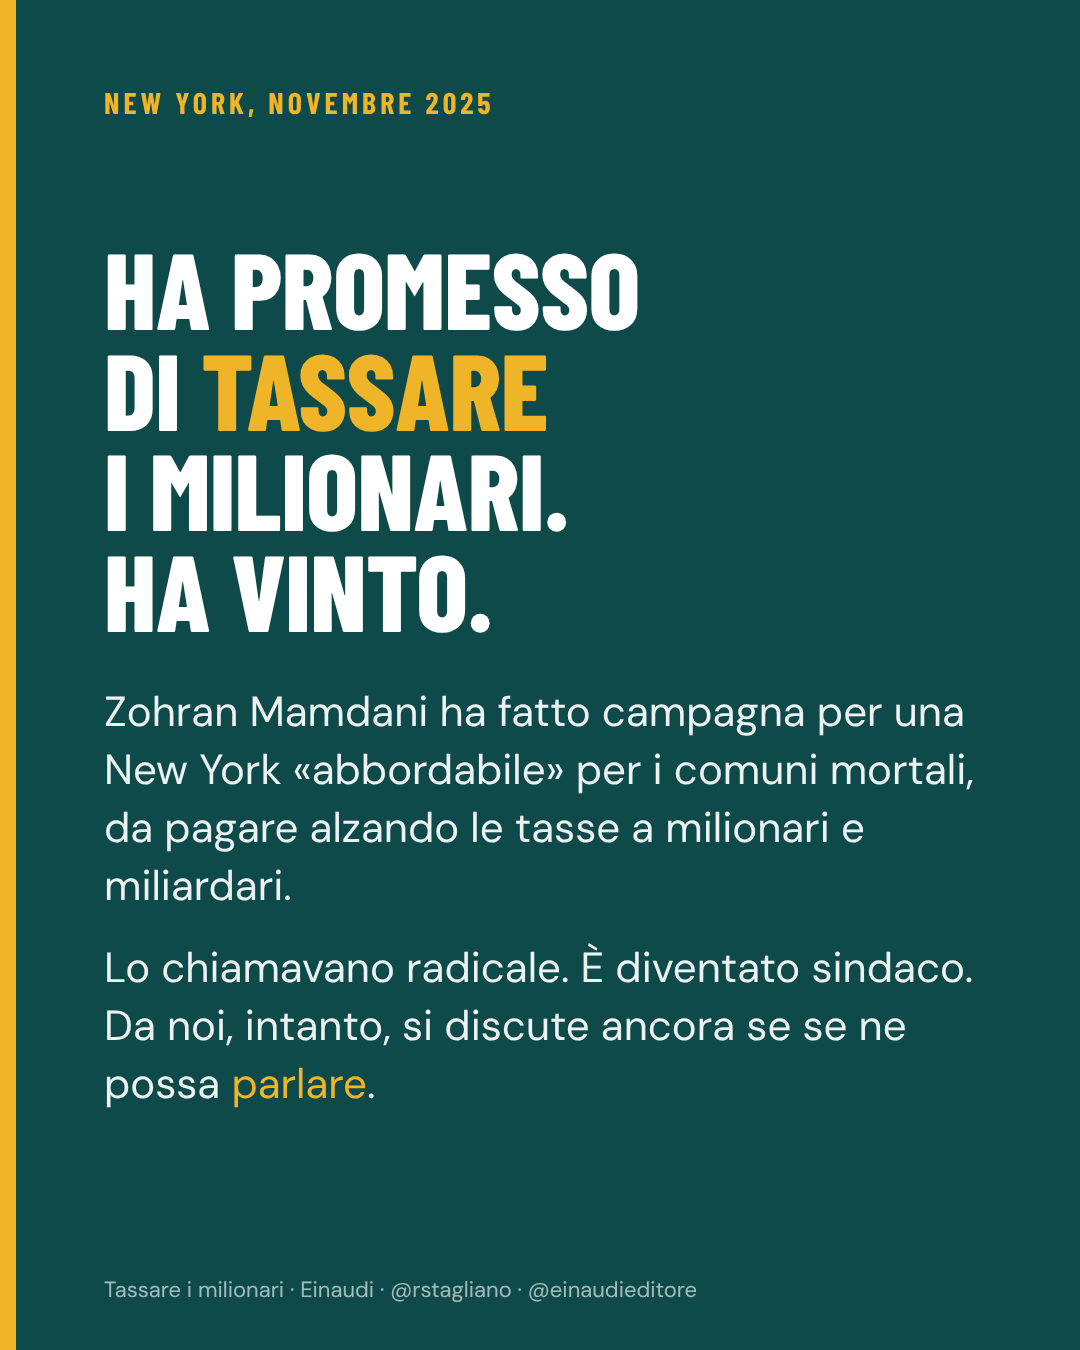 NEW YORK, NOVEMBRE 2025
HA PROMESSO
DI TASSARE
I MILIONARI.
HA VINTO.
Zohran Mamdani ha fatto campagna per una
New York «abbordabile» per i comuni mortali,
da pagare alzando le tasse a milionari e
miliardari.
Lo chiamavano radicale. È diventato sindaco.
Da noi, intanto, si discute ancora se se ne
possa parlare.
Tassare i milionari · Einaudi · @rstagliano · @einaudieditore